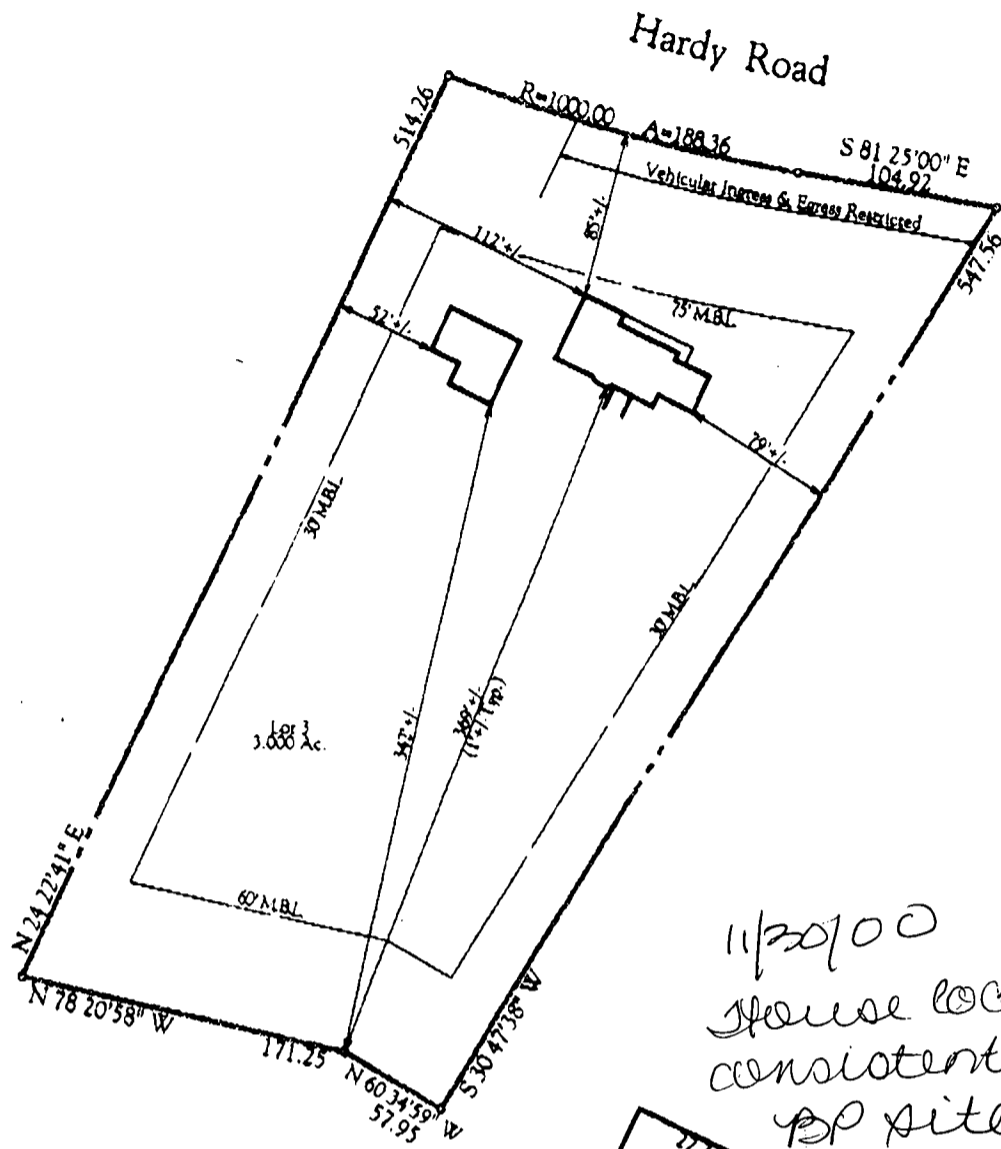 Hardy Road
514.26
R=1000.00
A=188.36
S 81 25'00" E
104.92
Vehicular Ingress & Egress Restricted
547.56
85'+/-
112'+/-
75' M.B.L.
52'+/-
79'+/-
30' M.B.L.
30' M.B.L.
347'+/-
369'+/-
(1'+/- Typ.)
Lot 3
3.000 Ac.
60' M.B.L.
N 24 22'41" E
N 78 20'58" W
171.25
N 60 34'59" W
57.95
S 30 47'38" W
11/30/00
House loc
consistent
BP site